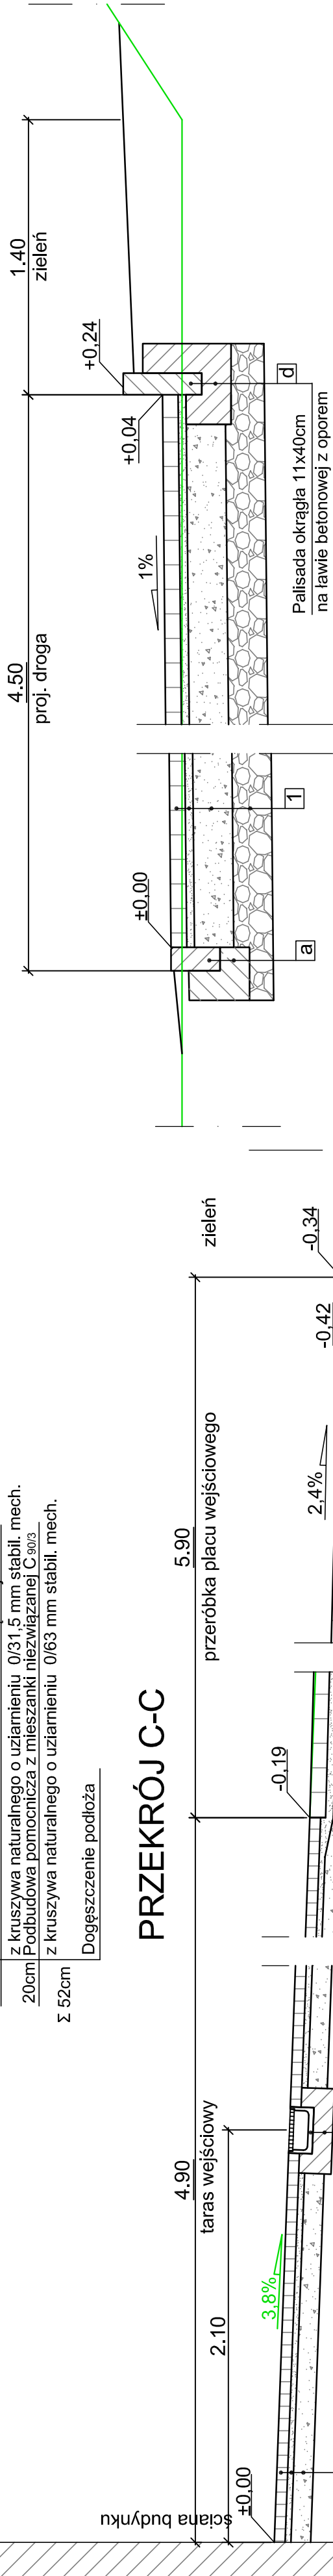 z kruszywa naturalnego o uziarnieniu 0/31,5 mm stabil. mech.
20cm Podbudowa pomocnicza z mieszanki niezwiązanej C90/3
z kruszywa naturalnego o uziarnieniu 0/63 mm stabil. mech.
Σ 52cm
Dogęszczenie podłoża
PRZEKRÓJ C-C
4.50
proj. droga
1.40
zieleń
±0,00
1%
+0,04
+0,24
a
1
d
Palisada okrągła 11x40cm
na ławie betonowej z oporem
ściana budynku
4.90
taras wejściowy
5.90
przeróbka placu wejściowego
zieleń
2.10
±0,00
3,8%
-0,19
2,4%
-0,42
-0,34